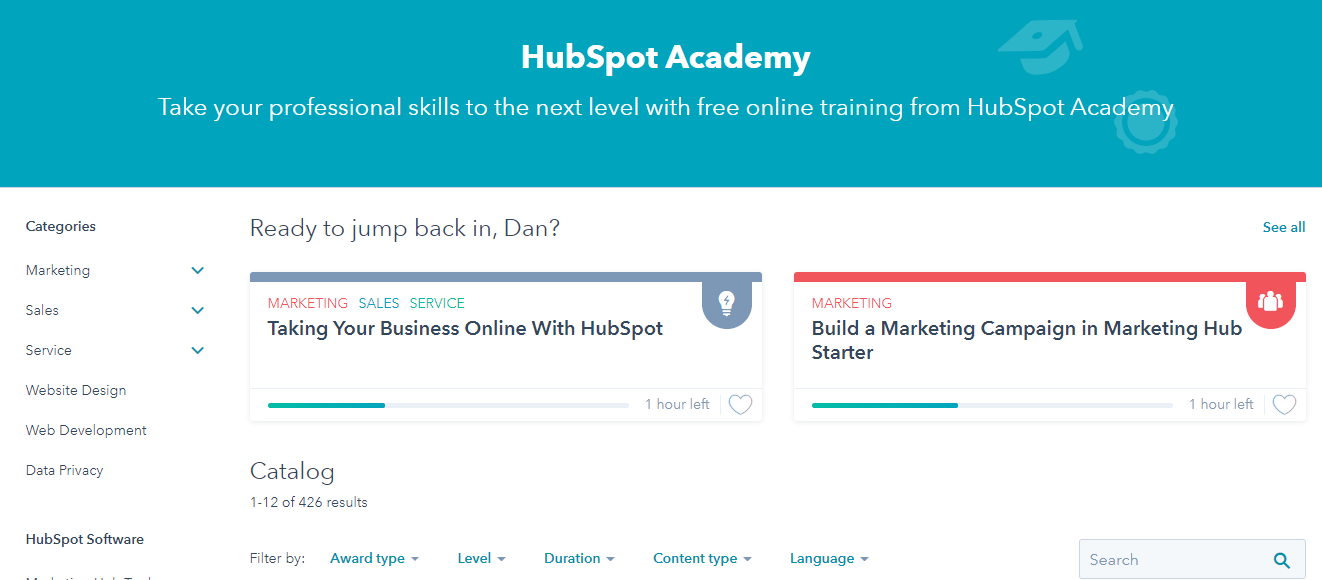 HubSpot Academy
Take your professional skills to the next level with free online training from HubSpot Academy
Categories
Marketing
Sales
Service
Website Design
Web Development
Data Privacy
HubSpot Software
Ready to jump back in, Dan?
See all
MARKETING SALES SERVICE
Taking Your Business Online With HubSpot
1 hour left
MARKETING
Build a Marketing Campaign in Marketing Hub
Starter
1 hour left
Catalog
1-12 of 426 results
Filter by: Award type Level Duration Content type Language
Search